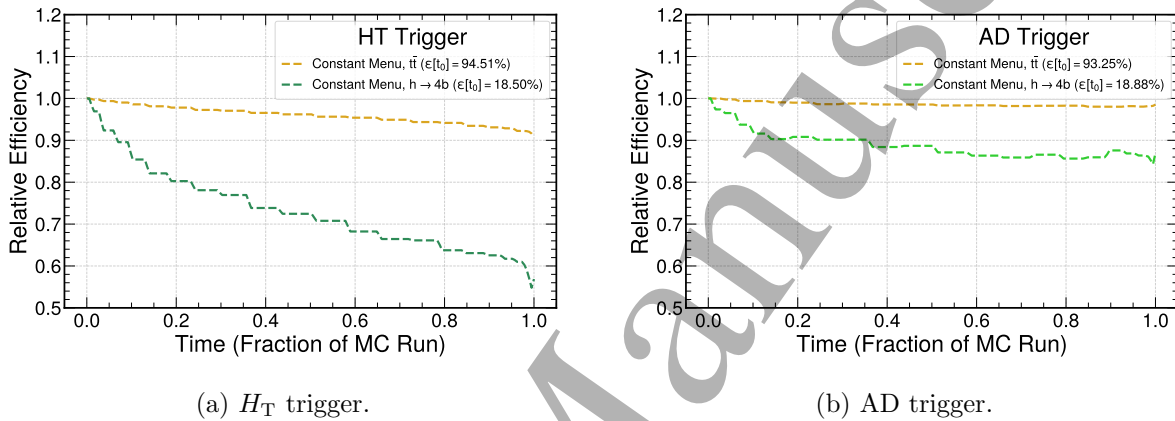 HT Trigger
Constant Menu, tt̄ (ε[t₀] = 94.51%)
Constant Menu, h → 4b (ε[t₀] = 18.50%)
1.2
1.1
1.0
0.9
0.8
0.7
0.6
0.5
Relative Efficiency
0.0 0.2 0.4 0.6 0.8 1.0
Time (Fraction of MC Run)
(a) H_T trigger.
AD Trigger
Constant Menu, tt̄ (ε[t₀] = 93.25%)
Constant Menu, h → 4b (ε[t₀] = 18.88%)
1.2
1.1
1.0
0.9
0.8
0.7
0.6
0.5
Relative Efficiency
0.0 0.2 0.4 0.6 0.8 1.0
Time (Fraction of MC Run)
(b) AD trigger.
Manus